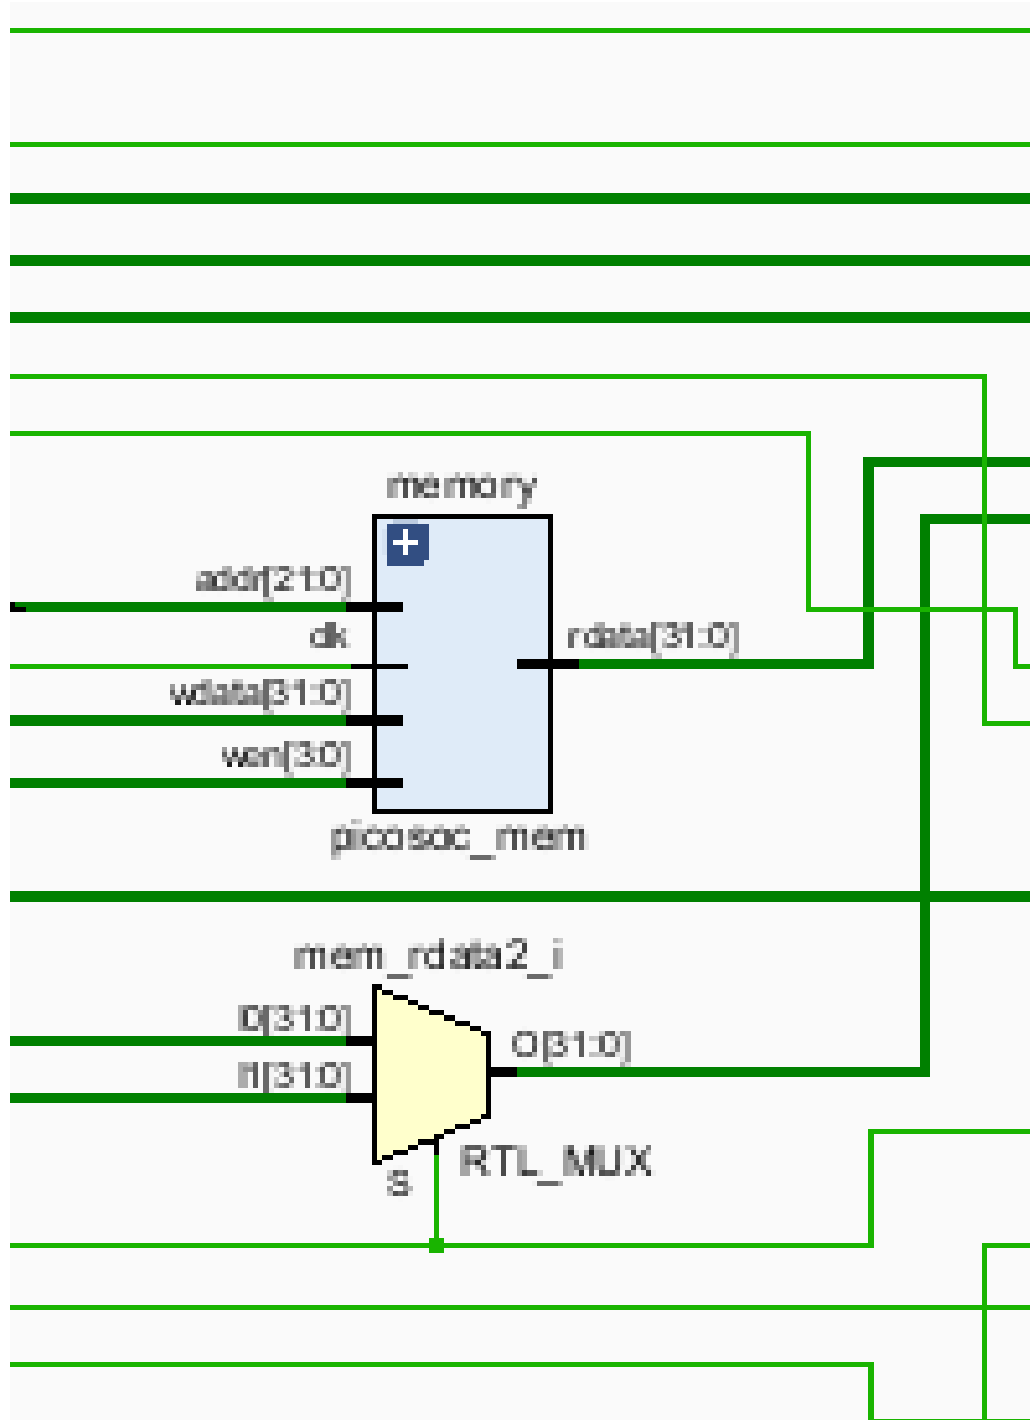 memory
addr[21:0]
clk
rdata[31:0]
wdata[31:0]
wen[3:0]
picosoc_mem
mem_rdata2_i
I0[31:0]
O[31:0]
I1[31:0]
RTL_MUX
S